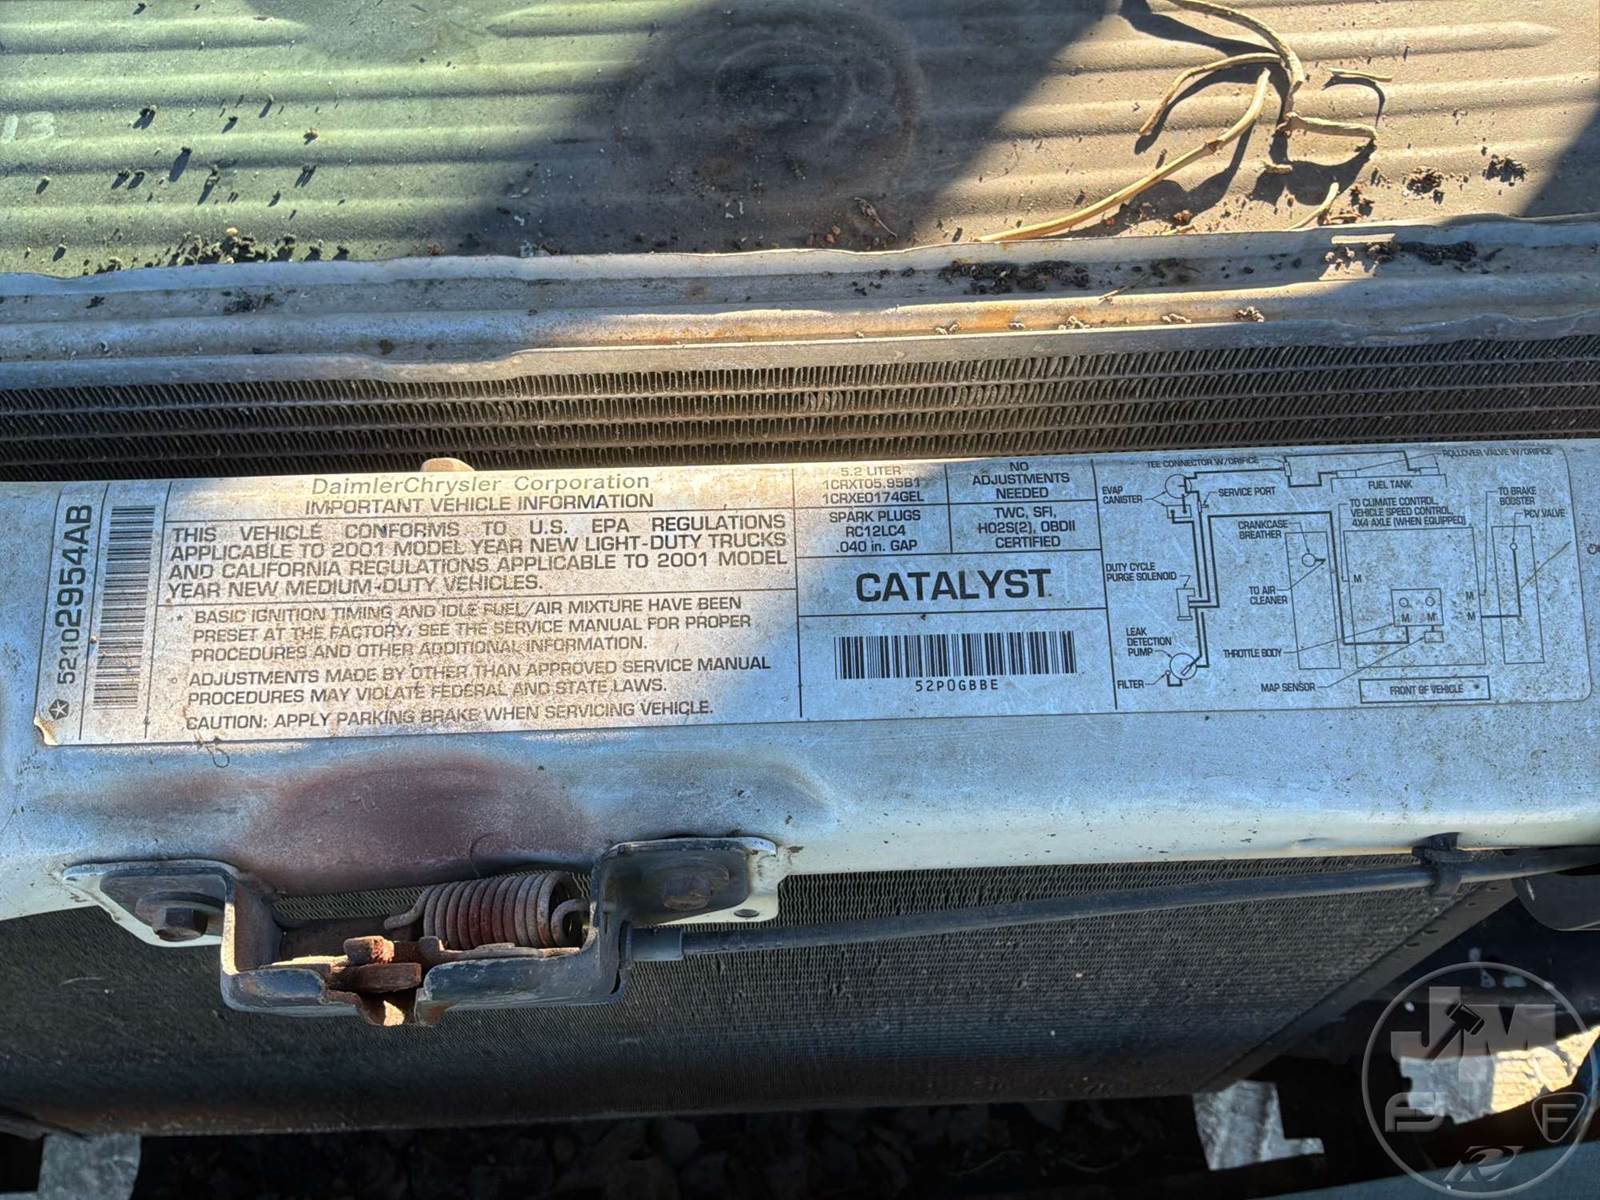 13
52102954AB
DaimlerChrysler Corporation
IMPORTANT VEHICLE INFORMATION
THIS VEHICLE CONFORMS TO U.S. EPA REGULATIONS
APPLICABLE TO 2001 MODEL YEAR NEW LIGHT-DUTY TRUCKS
AND CALIFORNIA REGULATIONS APPLICABLE TO 2001 MODEL
YEAR NEW MEDIUM-DUTY VEHICLES.
* BASIC IGNITION TIMING AND IDLE FUEL/AIR MIXTURE HAVE BEEN
PRESET AT THE FACTORY. SEE THE SERVICE MANUAL FOR PROPER
PROCEDURES AND OTHER ADDITIONAL INFORMATION.
* ADJUSTMENTS MADE BY OTHER THAN APPROVED SERVICE MANUAL
PROCEDURES MAY VIOLATE FEDERAL AND STATE LAWS.
CAUTION: APPLY PARKING BRAKE WHEN SERVICING VEHICLE.
5.2 LITER
1CRXT05.95B1
1CRXE0174GEL
SPARK PLUGS
RC12LC4
.040 in. GAP
NO
ADJUSTMENTS
NEEDED
TWC, SFI,
HO2S(2), OBDII
CERTIFIED
CATALYST
52P0GBBE
TEE CONNECTOR W/ORIFICE
ROLLOVER VALVE W/ORIFICE
EVAP
CANISTER
SERVICE PORT
FUEL TANK
TO CLIMATE CONTROL,
VEHICLE SPEED CONTROL,
4X4 AXLE (WHEN EQUIPPED)
TO BRAKE
BOOSTER
PCV VALVE
CRANKCASE
BREATHER
DUTY CYCLE
PURGE SOLENOID
TO AIR
CLEANER
M
M
M
M
M
LEAK
DETECTION
PUMP
THROTTLE BODY
FILTER
MAP SENSOR
FRONT OF VEHICLE
JM
F